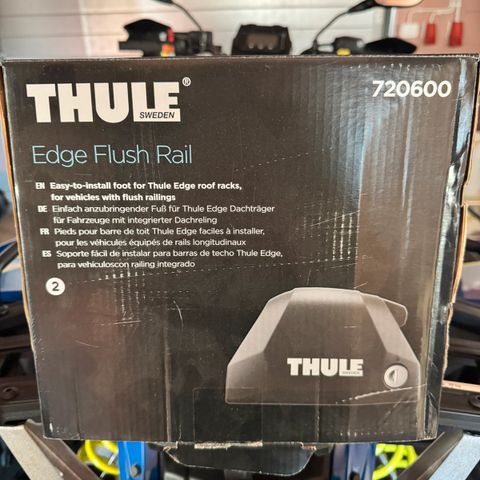 THULE®
SWEDEN
720600
Edge Flush Rail
EN Easy-to-install foot for Thule Edge roof racks,
for vehicles with flush railings
DE Einfach anzubringender Fuß für Thule Edge Dachträger
für Fahrzeuge mit integrierter Dachreling
FR Pieds pour barre de toit Thule Edge faciles à installer,
pour les véhicules équipés de rails longitudinaux
ES Soporte fácil de instalar para barras de techo Thule Edge,
para vehiculoscon railing integrado
2
THULE
SWEDEN